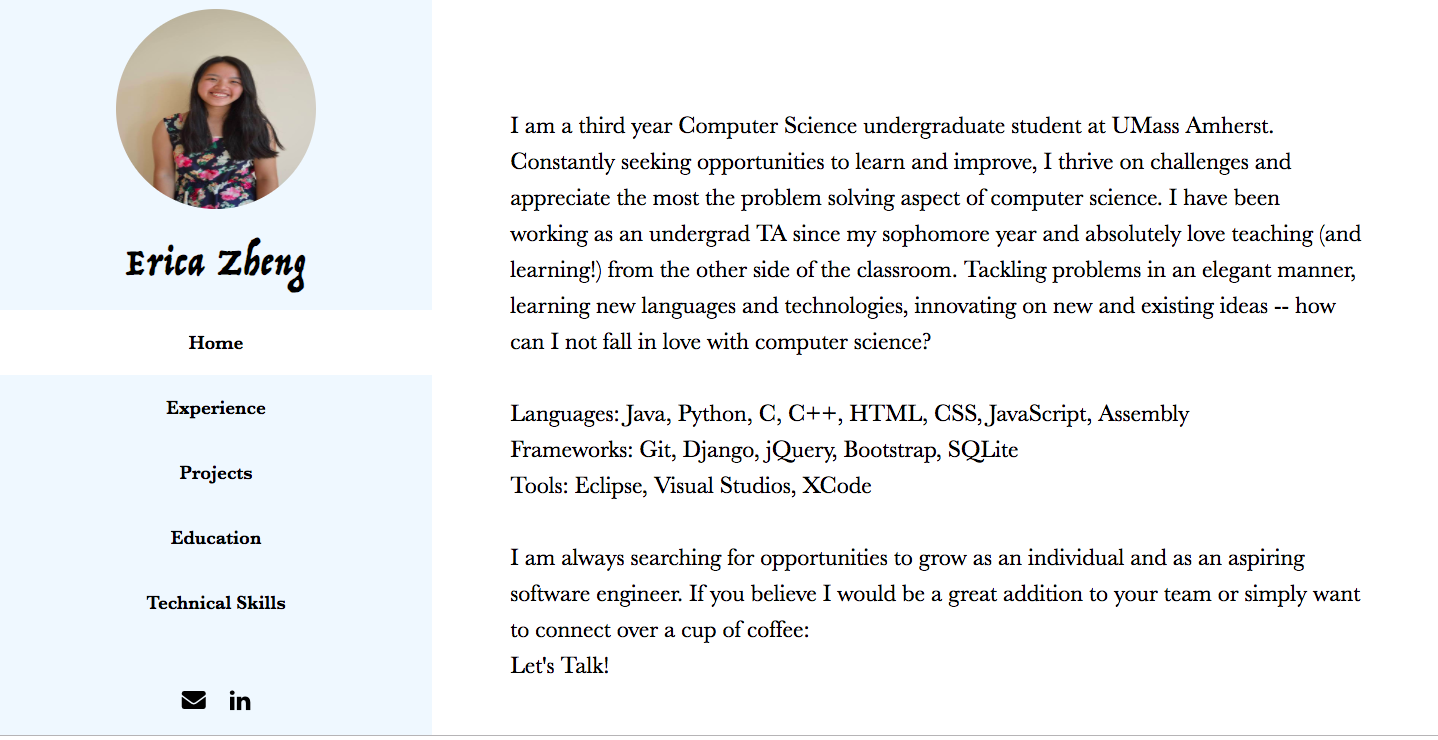 Erica Zheng
Home
Experience
Projects
Education
Technical Skills
in
I am a third year Computer Science undergraduate student at UMass Amherst.
Constantly seeking opportunities to learn and improve, I thrive on challenges and
appreciate the most the problem solving aspect of computer science. I have been
working as an undergrad TA since my sophomore year and absolutely love teaching (and
learning!) from the other side of the classroom. Tackling problems in an elegant manner,
learning new languages and technologies, innovating on new and existing ideas -- how
can I not fall in love with computer science?
Languages: Java, Python, C, C++, HTML, CSS, JavaScript, Assembly
Frameworks: Git, Django, jQuery, Bootstrap, SQLite
Tools: Eclipse, Visual Studios, XCode
I am always searching for opportunities to grow as an individual and as an aspiring
software engineer. If you believe I would be a great addition to your team or simply want
to connect over a cup of coffee:
Let's Talk!